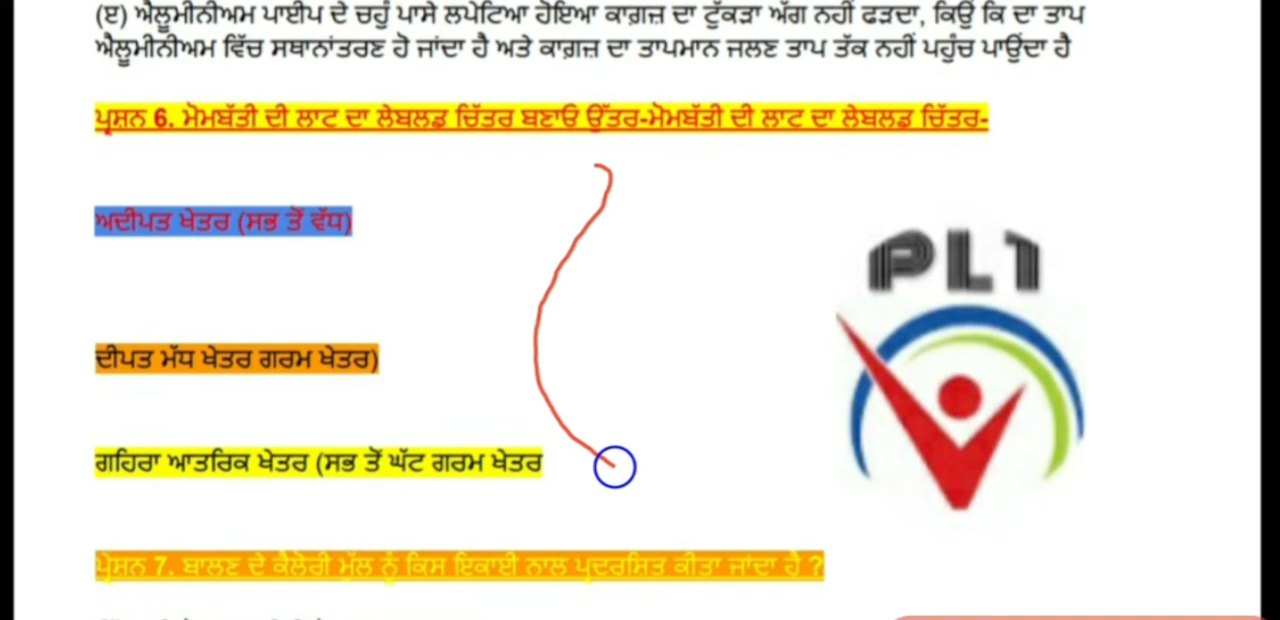 (ੲ) ਐਲੂਮੀਨੀਅਮ ਪਾਈਪ ਦੇ ਚਹੁੰ ਪਾਸੇ ਲਪੇਟਿਆ ਹੋਇਆ ਕਾਗ਼ਜ਼ ਦਾ ਟੁੱਕੜਾ ਅੱਗ ਨਹੀਂ ਫੜਦਾ, ਕਿਉਂ ਕਿ ਦਾ ਤਾਪ
ਐਲੂਮੀਨੀਅਮ ਵਿੱਚ ਸਥਾਨਾਂਤਰਣ ਹੋ ਜਾਂਦਾ ਹੈ ਅਤੇ ਕਾਗ਼ਜ਼ ਦਾ ਤਾਪਮਾਨ ਜਲਣ ਤਾਪ ਤੱਕ ਨਹੀਂ ਪਹੁੰਚ ਪਾਉਂਦਾ ਹੈ
ਪ੍ਰਸ਼ਨ 6. ਮੋਮਬੱਤੀ ਦੀ ਲਾਟ ਦਾ ਲੇਬਲਡ ਚਿੱਤਰ ਬਣਾਓ ਉੱਤਰ-ਮੋਮਬੱਤੀ ਦੀ ਲਾਟ ਦਾ ਲੇਬਲਡ ਚਿੱਤਰ-
ਅਦੀਪਤ ਖੇਤਰ (ਸਭ ਤੋਂ ਵੱਧ)
PL1
ਦੀਪਤ ਮੱਧ ਖੇਤਰ ਗਰਮ ਖੇਤਰ)
ਗਹਿਰਾ ਆਤਰਿਕ ਖੇਤਰ (ਸਭ ਤੋਂ ਘੱਟ ਗਰਮ ਖੇਤਰ
ਪ੍ਰੇਸ਼ਨ 7. ਬਾਲਣ ਦੇ ਕੈਲੋਰੀ ਮੁੱਲ ਨੂੰ ਕਿਸ ਇਕਾਈ ਨਾਲ ਪ੍ਰਦਰਸ਼ਿਤ ਕੀਤਾ ਜਾਂਦਾ ਹੈ ?